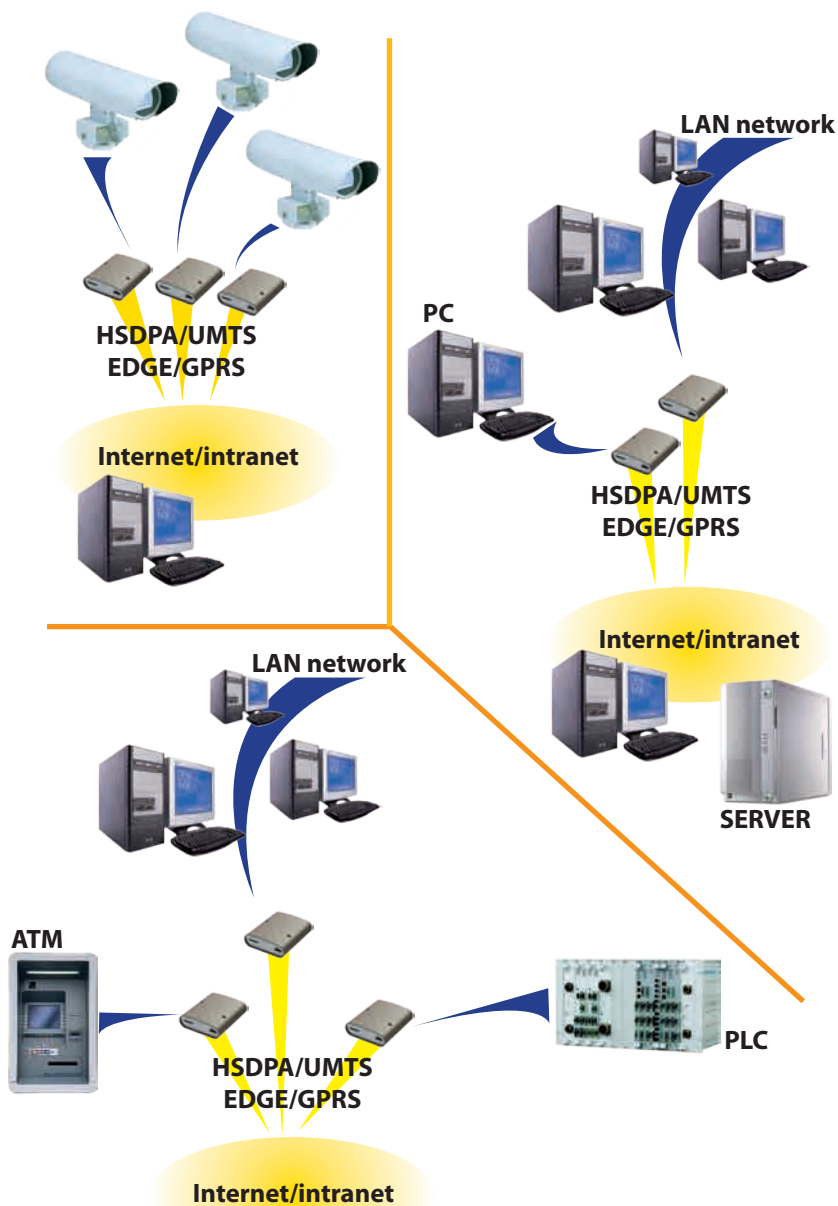 HSDPA/UMTS
EDGE/GPRS
Internet/intranet
LAN network
PC
HSDPA/UMTS
EDGE/GPRS
Internet/intranet
SERVER
LAN network
ATM
PLC
HSDPA/UMTS
EDGE/GPRS
Internet/intranet